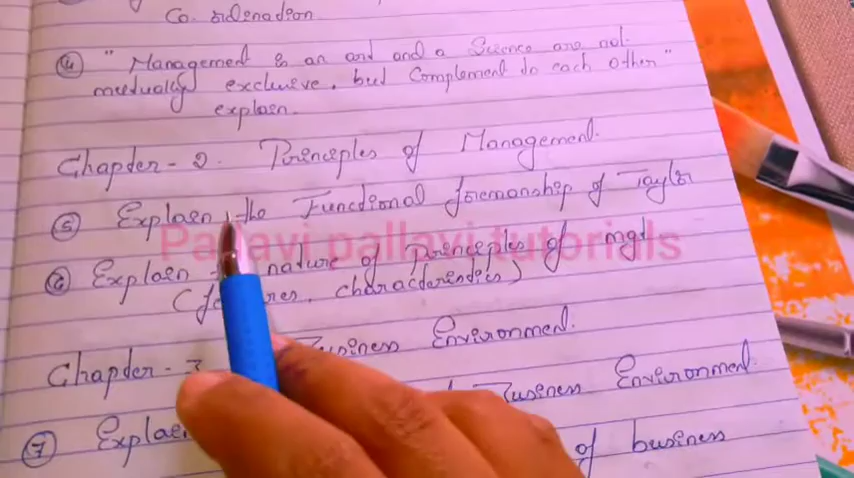 Co. ordination
④ "Management is an art and a Science are not
mutually exclusive. but Complement to each other"
explain.
Chapter - 2. Principles of Management.
⑤ Explain the Functional foremanship of Taylor
Pallavi pallavi tutorials
⑥ Explain nature of Principles of mgt
(features. characteristics)
Chapter - 3 Business Environment.
Business Environment.
⑦ Explain of business